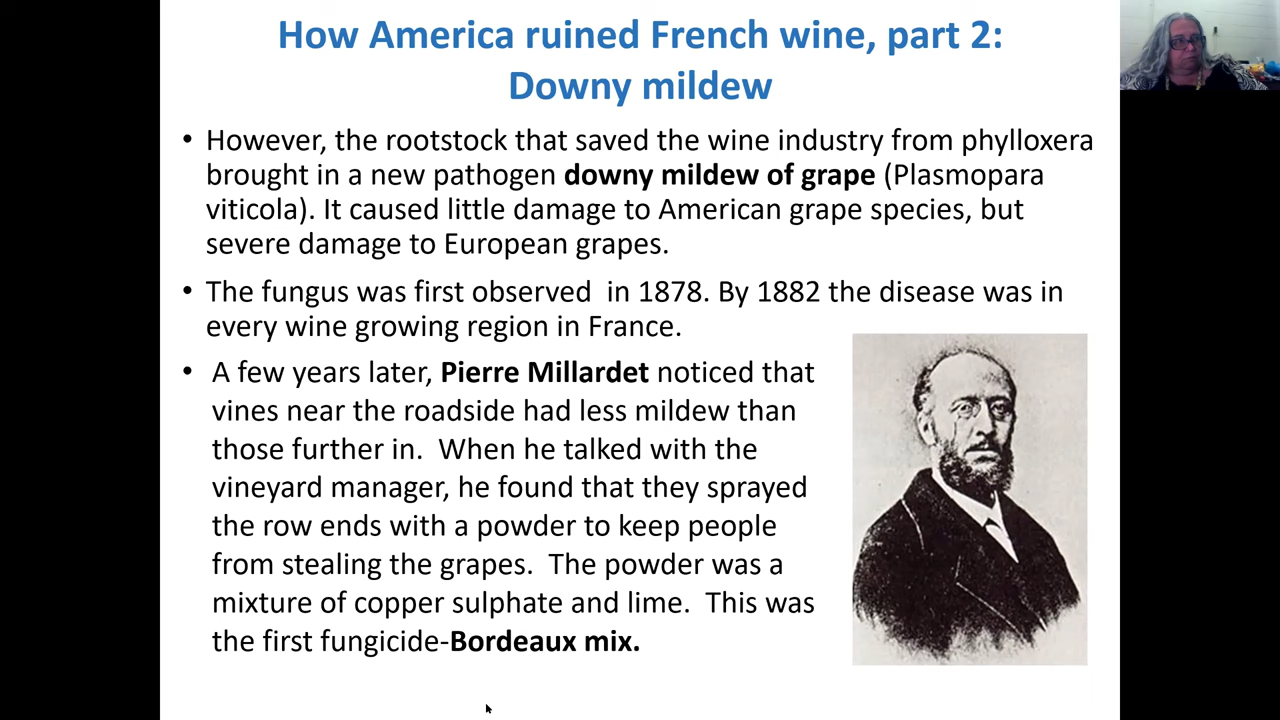 How America ruined French wine, part 2:
Downy mildew
• However, the rootstock that saved the wine industry from phylloxera
brought in a new pathogen downy mildew of grape (Plasmopara
viticola). It caused little damage to American grape species, but
severe damage to European grapes.
• The fungus was first observed  in 1878. By 1882 the disease was in
every wine growing region in France.
• A few years later, Pierre Millardet noticed that
vines near the roadside had less mildew than
those further in.  When he talked with the
vineyard manager, he found that they sprayed
the row ends with a powder to keep people
from stealing the grapes.  The powder was a
mixture of copper sulphate and lime.  This was
the first fungicide-Bordeaux mix.